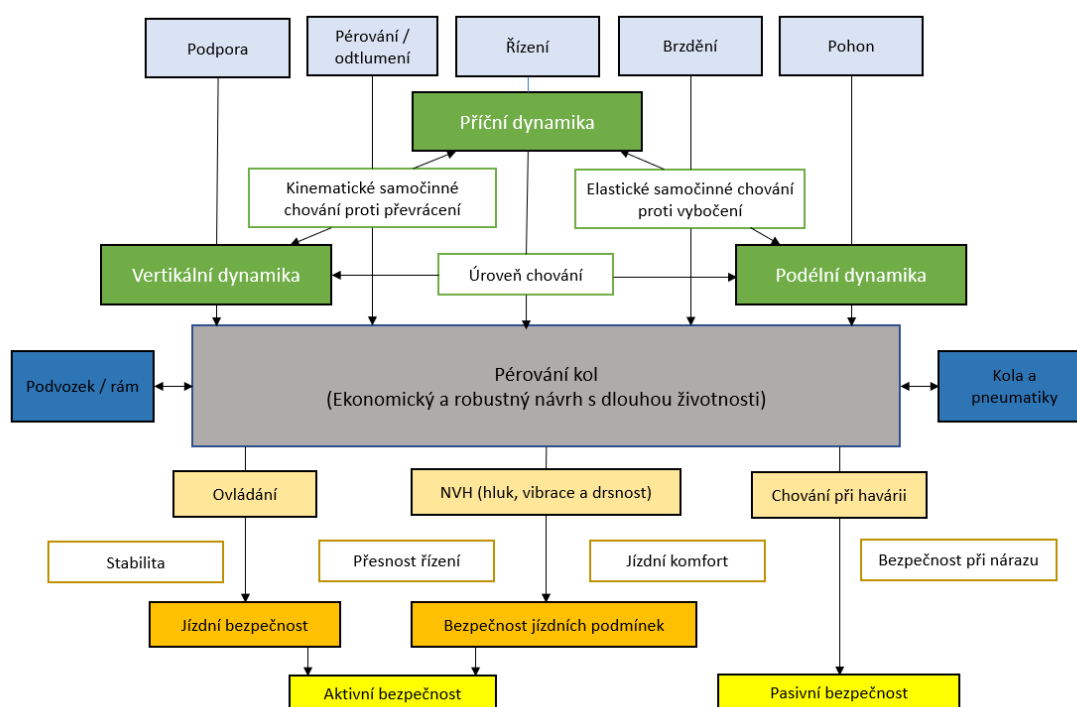 Podpora
Pérování /
odtlumení
Řízení
Brzdění
Pohon
Příční dynamika
Kinematické samočinné
chování proti převrácení
Elastické samočinné chování
proti vybočení
Vertikální dynamika
Úroveň chování
Podélní dynamika
Podvozek / rám
Pérování kol
(Ekonomický a robustný návrh s dlouhou životnosti)
Kola a
pneumatiky
Ovládání
NVH (hluk, vibrace a drsnost)
Chování při havárii
Stabilita
Přesnost řízení
Jízdní komfort
Bezpečnost při nárazu
Jízdní bezpečnost
Bezpečnost jízdních podmínek
Aktivní bezpečnost
Pasivní bezpečnost